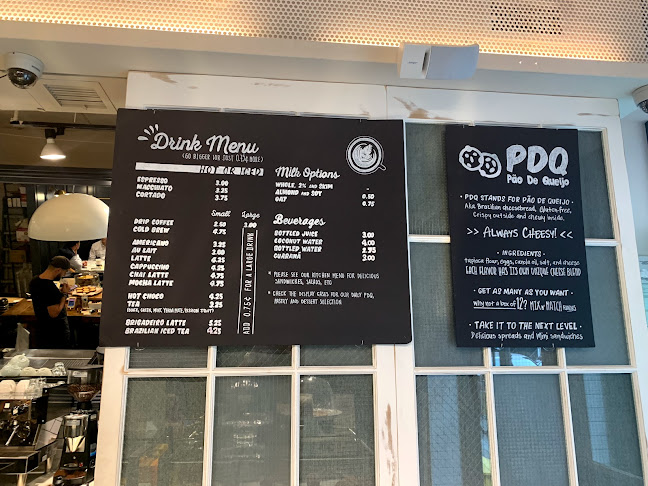 Drink Menu
(GO BIGGER FOR JUST 0.75¢ MORE)
HOT OR ICED
ESPRESSO 3.00
MACCHIATO 3.25
CORTADO 3.75
Small Large
DRIP COFFEE 2.50 3.00
COLD BREW 4.75
AMERICANO 3.25
AU LAIT 3.00
LATTE 4.25
CAPPUCCINO 4.25
CHAI LATTE 4.75
MOCHA LATTE 4.75
ADD 0.75¢ FOR A LARGE DRINK
HOT CHOCO 4.25
TEA
BRIGADEIRO LATTE 5.25
BRAZILIAN ICED TEA 4.25
Milk Options
WHOLE, 2% AND SKIM -
ALMOND AND SOY 0.50
OAT 0.75
Beverages
BOTTLED JUICE 3.00
COCONUT WATER 4.00
BOTTLED WATER
GUARANÁ 3.00
* PLEASE SEE OUR KITCHEN MENU FOR DELICIOUS
SANDWICHES, SALADS, ETC
* CHECK THE DISPLAY CASES FOR OUR DAILY PDQ,
PASTRY AND DESSERT SELECTION
PDQ
Pão De Queijo
• PDQ STANDS FOR PÃO DE QUEIJO •
Aka Brazilian cheesebread, Gluten-free,
Crispy outside and chewy inside.
>> ALWAYS CHEESY! <<
• INGREDIENTS •
tapioca flour, eggs, canola oil, salt, and cheese
EACH FLAVOR HAS ITS OWN UNIQUE CHEESE BLEND
• GET AS MANY AS YOU WANT •
Why not a box of 12? MIX & MATCH flavors
• TAKE IT TO THE NEXT LEVEL •
Delicious spreads and Mini sandwiches